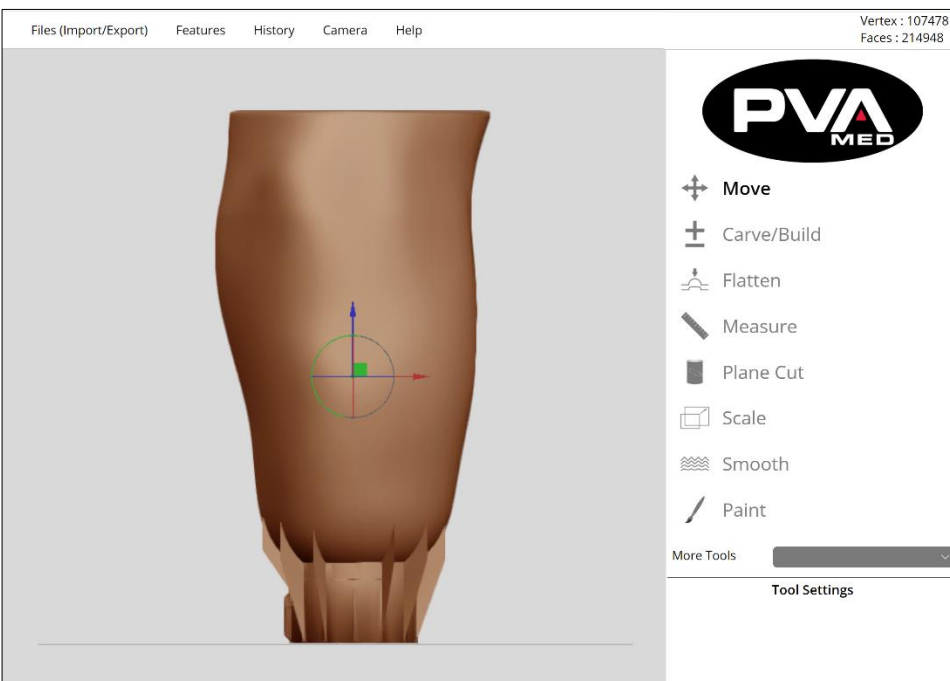 Files (Import/Export) Features History Camera Help
Vertex : 107478
Faces : 214948
PVA
MED
Move
Carve/Build
Flatten
Measure
Plane Cut
Scale
Smooth
Paint
More Tools
Tool Settings